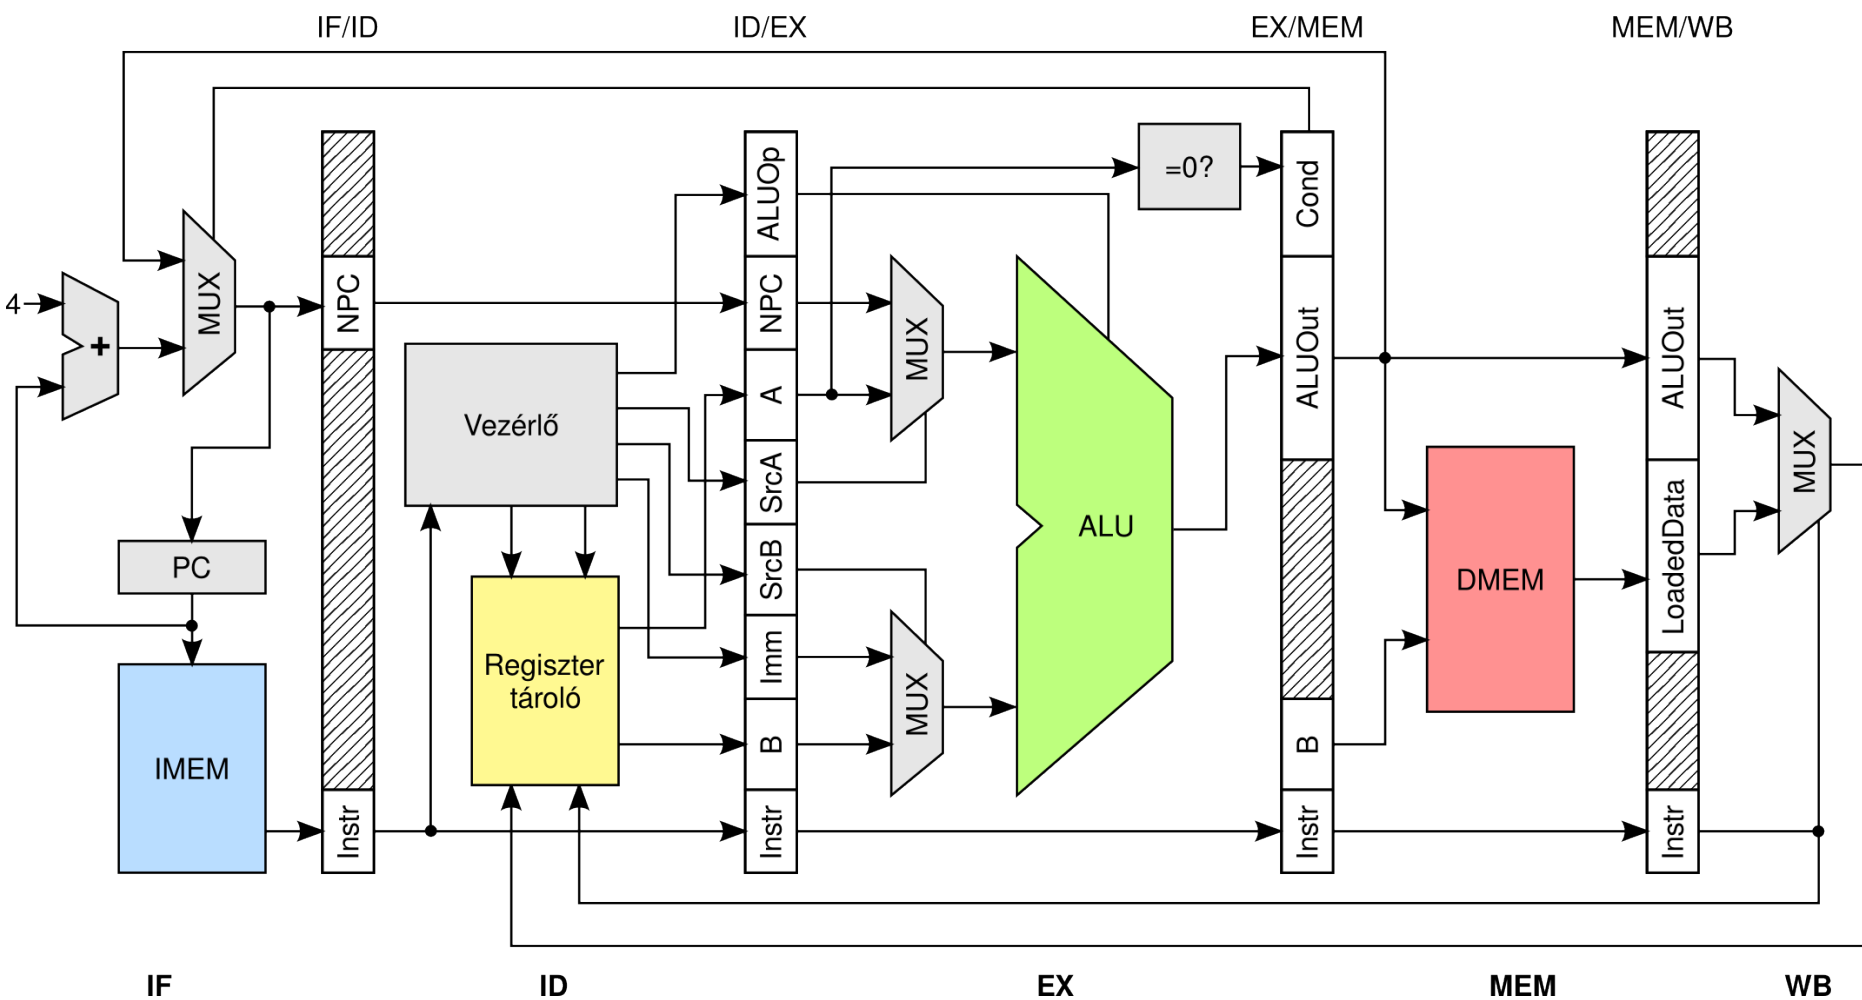 IF/ID
ID/EX
EX/MEM
MEM/WB
4
+
MUX
PC
IMEM
NPC
Instr
Vezérlő
Regiszter
tároló
ALUOp
NPC
A
SrcA
SrcB
Imm
B
Instr
MUX
MUX
ALU
=0?
Cond
ALUOut
B
Instr
DMEM
ALUOut
LoadedData
Instr
MUX
IF
ID
EX
MEM
WB